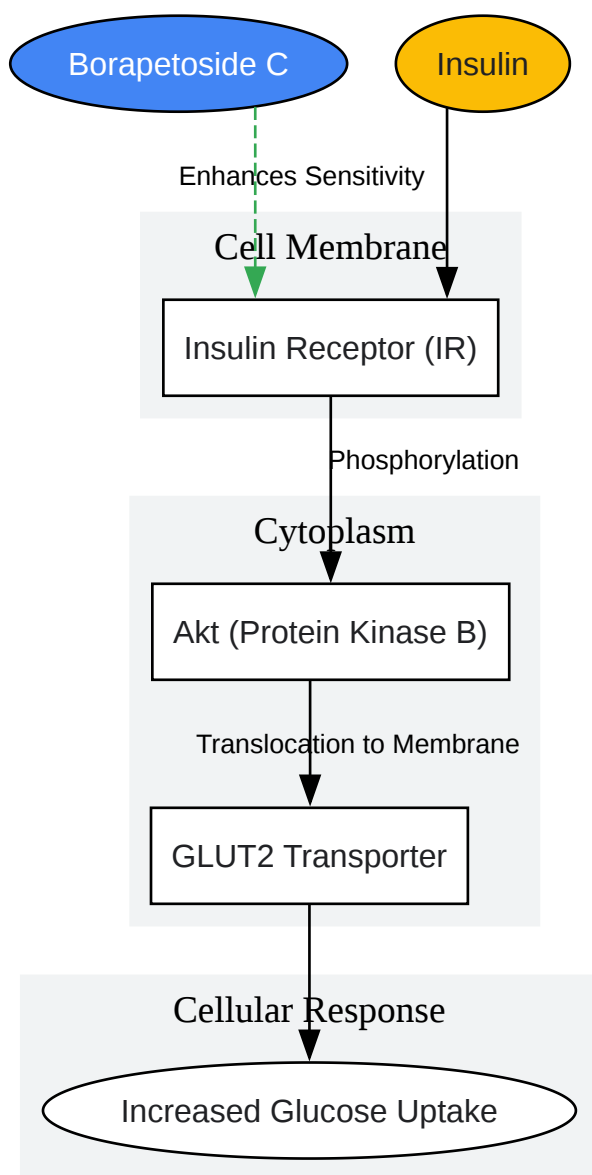 Borapetoside C
Insulin
Enhances Sensitivity
Cell Membrane
Insulin Receptor (IR)
Phosphorylation
Cytoplasm
Akt (Protein Kinase B)
Translocation to Membrane
GLUT2 Transporter
Cellular Response
Increased Glucose Uptake